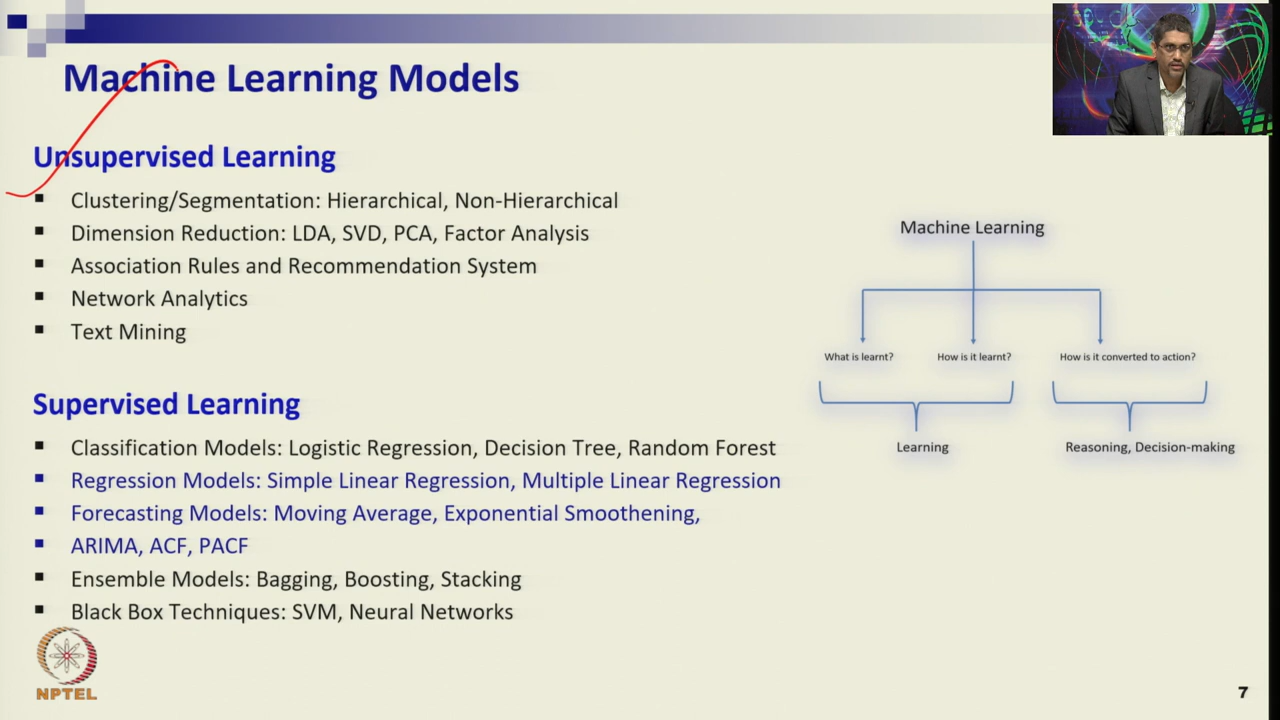 Machine Learning Models
Unsupervised Learning
Clustering/Segmentation: Hierarchical, Non-Hierarchical
Dimension Reduction: LDA, SVD, PCA, Factor Analysis
Association Rules and Recommendation System
Network Analytics
Text Mining
Supervised Learning
Classification Models: Logistic Regression, Decision Tree, Random Forest
Regression Models: Simple Linear Regression, Multiple Linear Regression
Forecasting Models: Moving Average, Exponential Smoothening,
ARIMA, ACF, PACF
Ensemble Models: Bagging, Boosting, Stacking
Black Box Techniques: SVM, Neural Networks
Machine Learning
What is learnt?
How is it learnt?
How is it converted to action?
Learning
Reasoning, Decision-making
NPTEL
7